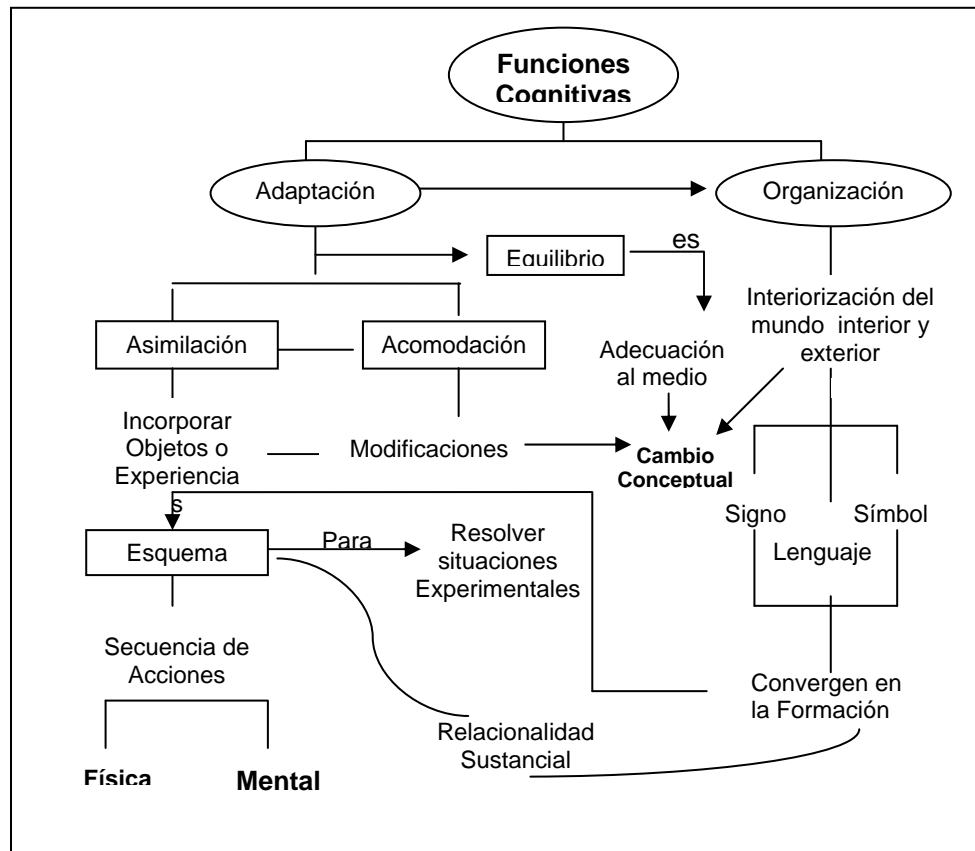 Funciones
Cognitivas
Adaptación
Organización
Equilibrio
es
Interiorización del
mundo interior y
exterior
Asimilación
Acomodación
Adecuación
al medio
Incorporar
Objetos o
Experiencia
s
Modificaciones
Cambio
Conceptual
Signo
Símbol
Lenguaje
Esquema
Para
Resolver
situaciones
Experimentales
Secuencia de
Acciones
Convergen en
la Formación
Relacionalidad
Sustancial
Física
Mental